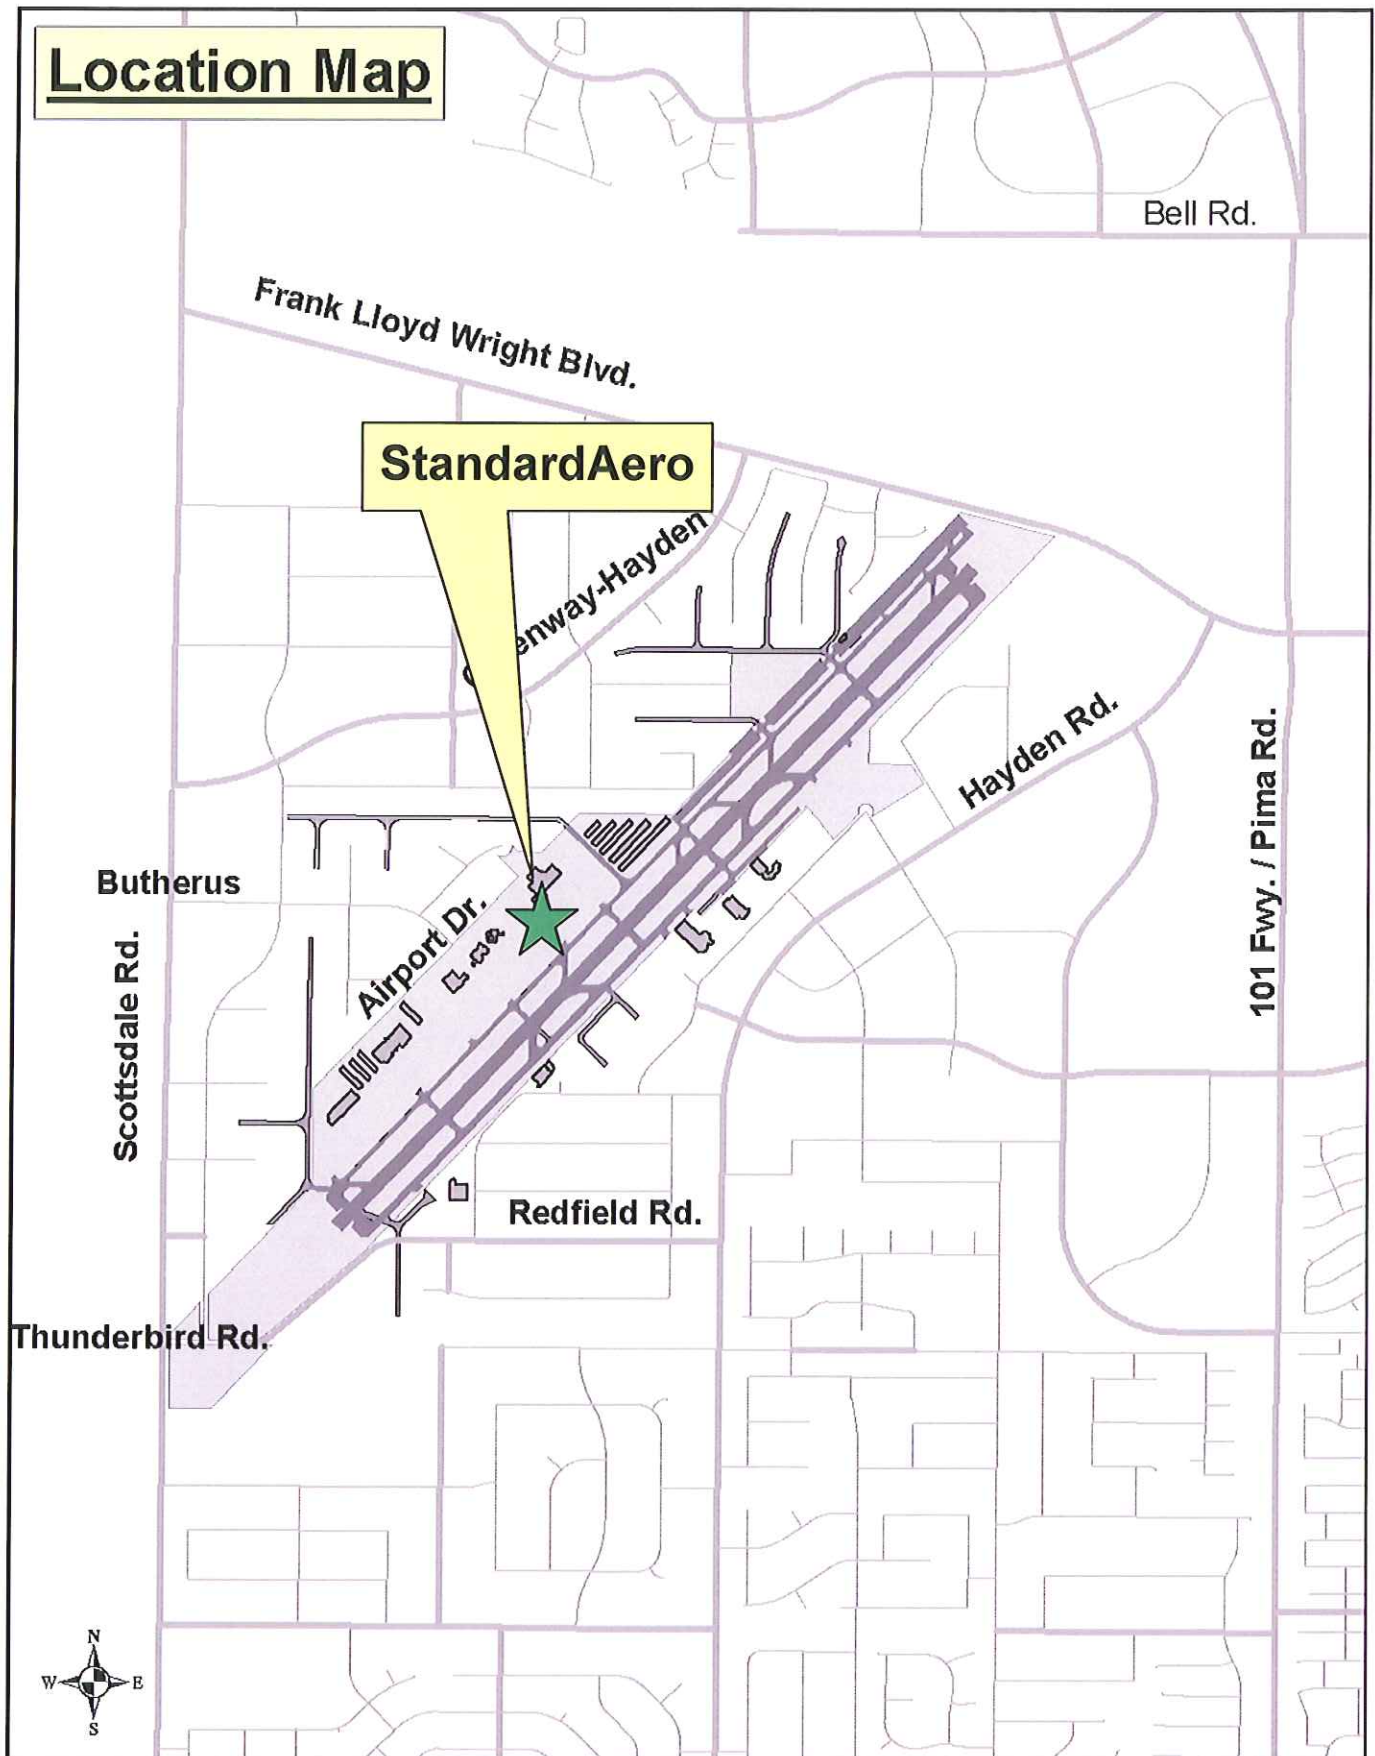 Location Map
Bell Rd.
Frank Lloyd Wright Blvd.
StandardAero
enway-Hayden
Hayden Rd.
101 Fwy. / Pima Rd.
Butherus
Airport Dr.
Scottsdale Rd.
Redfield Rd.
Thunderbird Rd.
N
W E
S